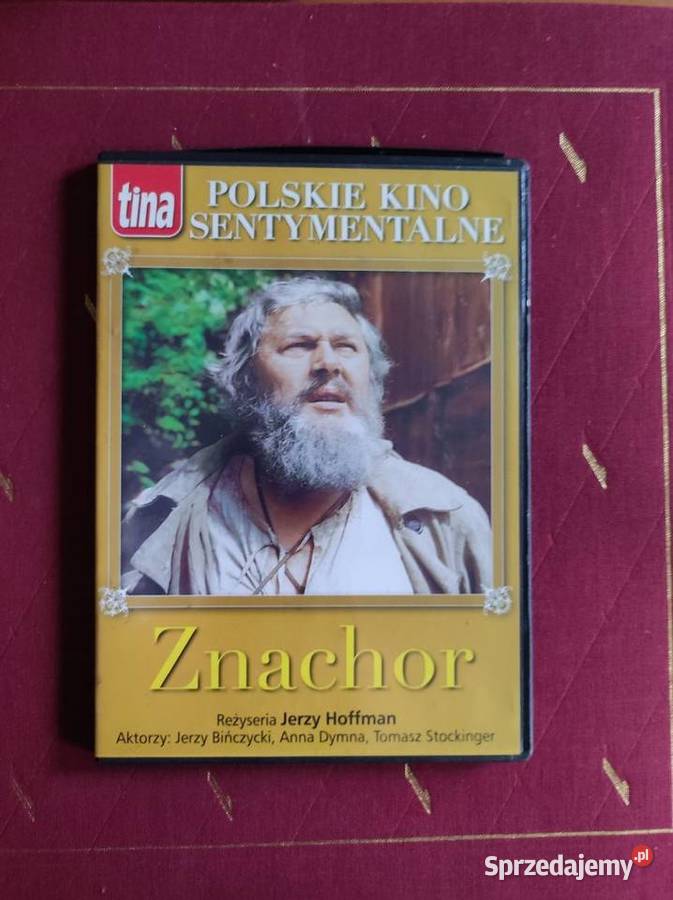 tina
POLSKIE KINO
SENTYMENTALNE
Znachor
Reżyseria Jerzy Hoffman
Aktorzy: Jerzy Bińczycki, Anna Dymna, Tomasz Stockinger
Sprzedajemy.pl